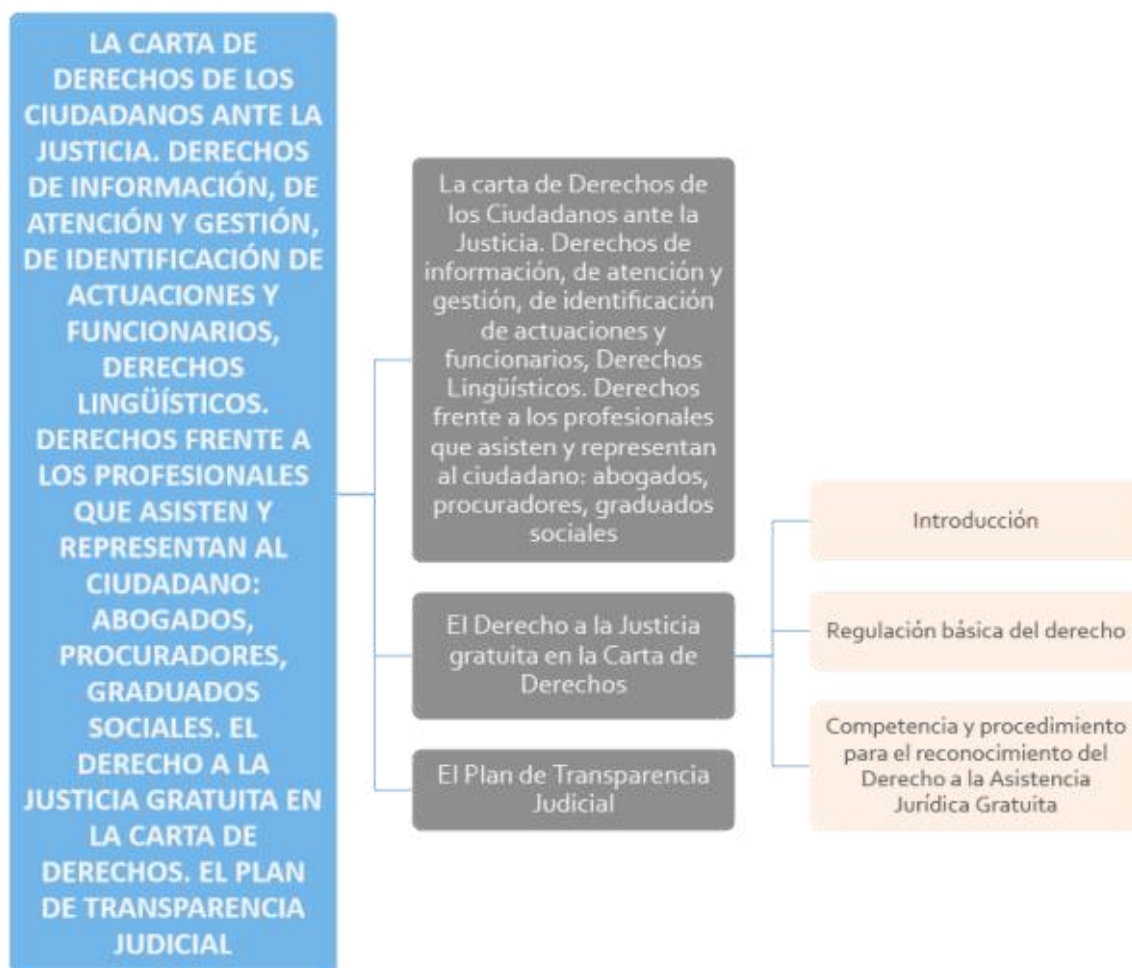 LA CARTA DE
DERECHOS DE LOS
CIUDADANOS ANTE LA
JUSTICIA. DERECHOS
DE INFORMACIÓN, DE
ATENCIÓN Y GESTIÓN,
DE IDENTIFICACIÓN DE
ACTUACIONES Y
FUNCIONARIOS,
DERECHOS
LINGÜÍSTICOS.
DERECHOS FRENTE A
LOS PROFESIONALES
QUE ASISTEN Y
REPRESENTAN AL
CIUDADANO:
ABOGADOS,
PROCURADORES,
GRADUADOS
SOCIALES. EL
DERECHO A LA
JUSTICIA GRATUITA EN
LA CARTA DE
DERECHOS. EL PLAN
DE TRANSPARENCIA
JUDICIAL
La carta de Derechos de
los Ciudadanos ante la
Justicia. Derechos de
información, de atención y
gestión, de identificación
de actuaciones y
funcionarios, Derechos
Lingüísticos. Derechos
frente a los profesionales
que asisten y representan
al ciudadano: abogados,
procuradores, graduados
sociales
El Derecho a la Justicia
gratuita en la Carta de
Derechos
El Plan de Transparencia
Judicial
Introducción
Regulación básica del derecho
Competencia y procedimiento
para el reconocimiento del
Derecho a la Asistencia
Jurídica Gratuita